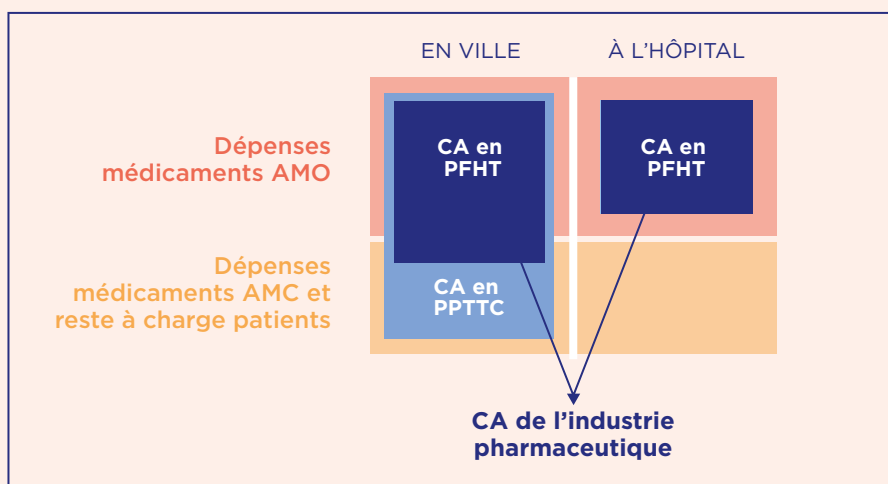 EN VILLE
À L’HÔPITAL
Dépenses
médicaments AMO
CA en
PFHT
CA en
PFHT
Dépenses
médicaments AMC et
reste à charge patients
CA en
PPTTC
CA de l’industrie
pharmaceutique